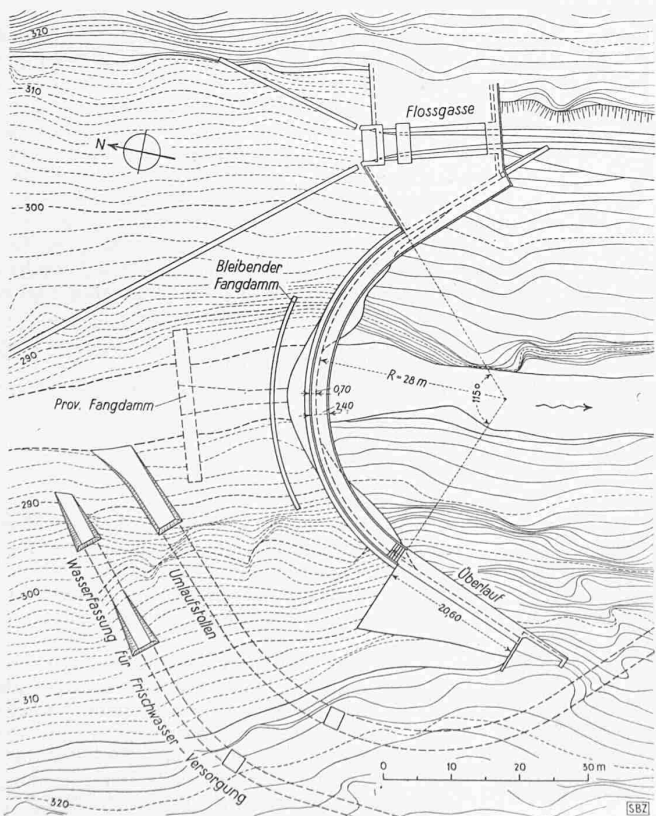 320
310
Flossgasse
N
300
Bleibender
Fangdamm
290
Prov. Fangdamm
R = 28 m
0,70
2,40
115°
290
300
310
320
Umlaufstollen
Wasserfassung für Frischwasser Versorgung
Überlauf
20,60
0 10 20 30 m
SBZ